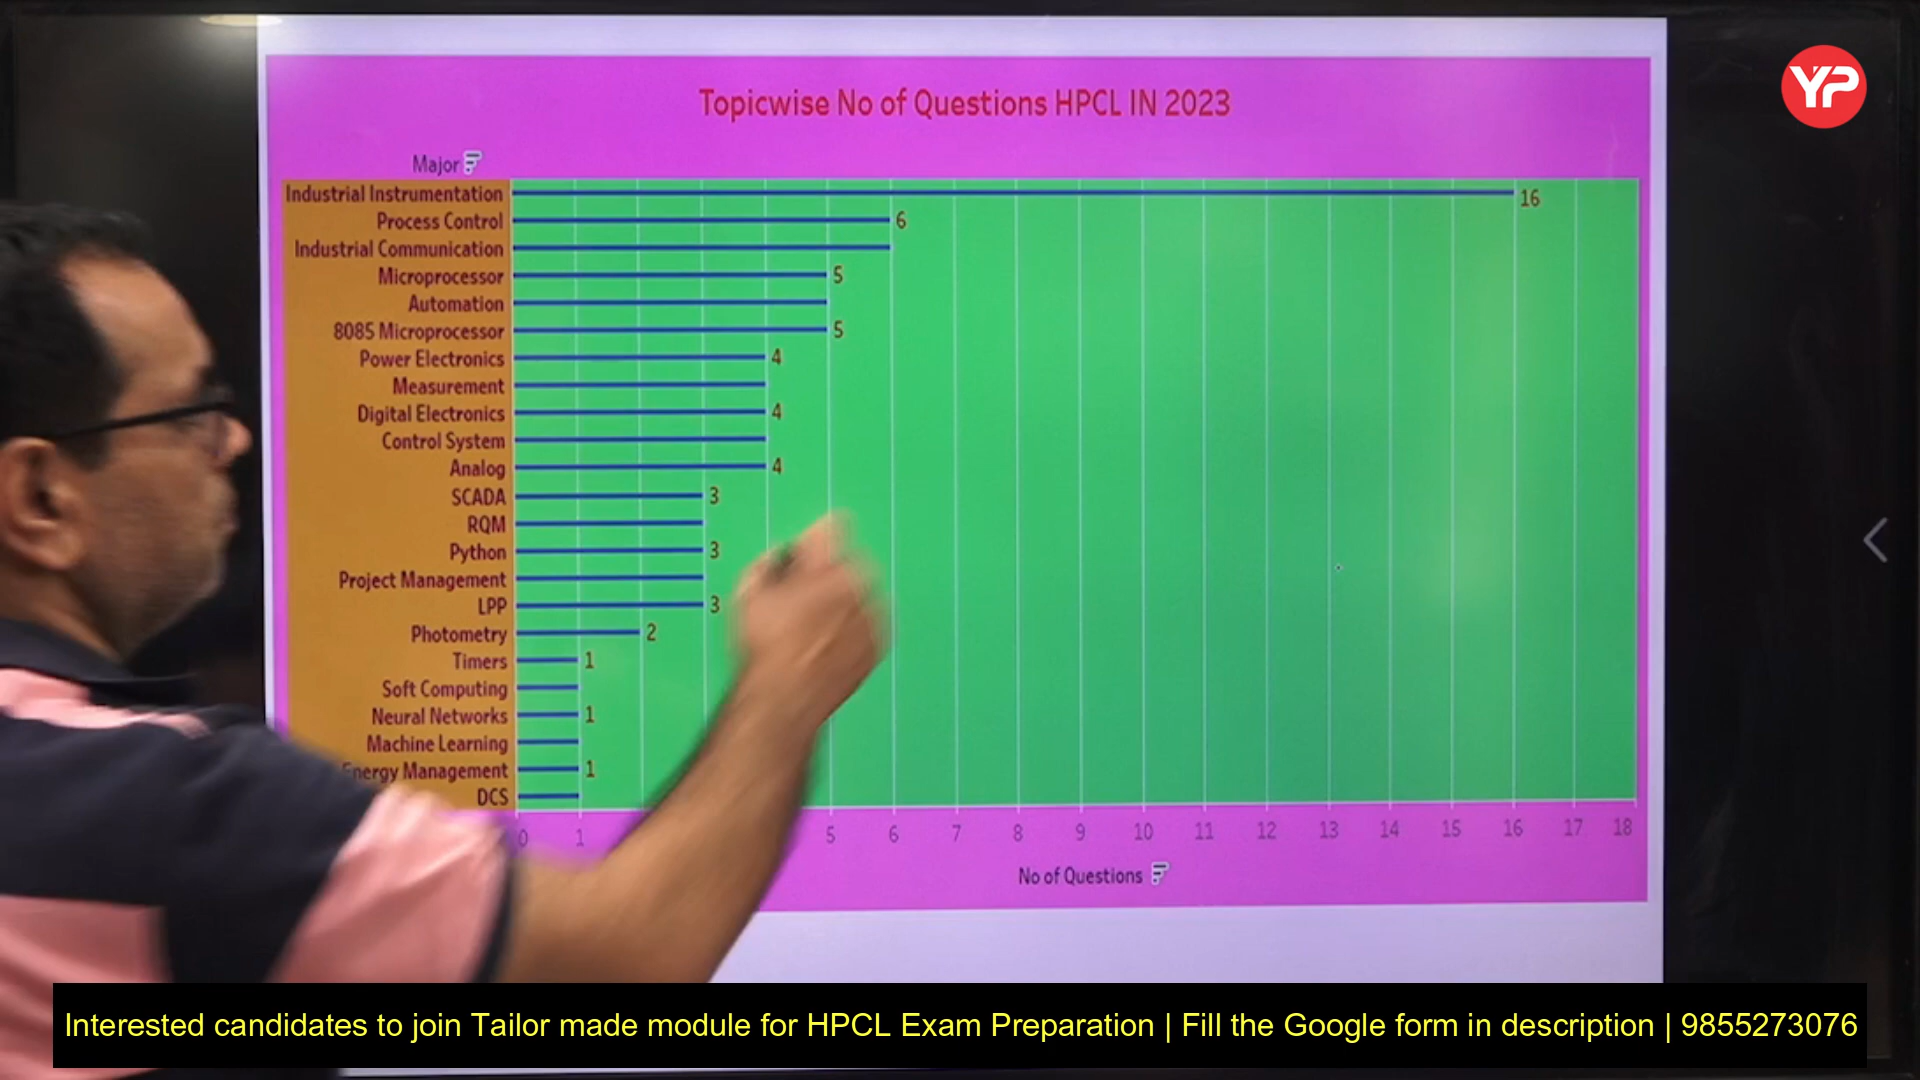 YP
Topicwise No of Questions HPCL IN 2023
Major
Industrial Instrumentation 16
Process Control 6
Industrial Communication
Microprocessor 5
Automation
8085 Microprocessor 5
Power Electronics 4
Measurement
Digital Electronics 4
Control System
Analog 4
SCADA 3
RQM
Python 3
Project Management
LPP 3
Photometry 2
Timers 1
Soft Computing
Neural Networks 1
Machine Learning
Energy Management 1
DCS
0 1 5 6 7 8 9 10 11 12 13 14 15 16 17 18
No of Questions
Interested candidates to join Tailor made module for HPCL Exam Preparation | Fill the Google form in description | 9855273076